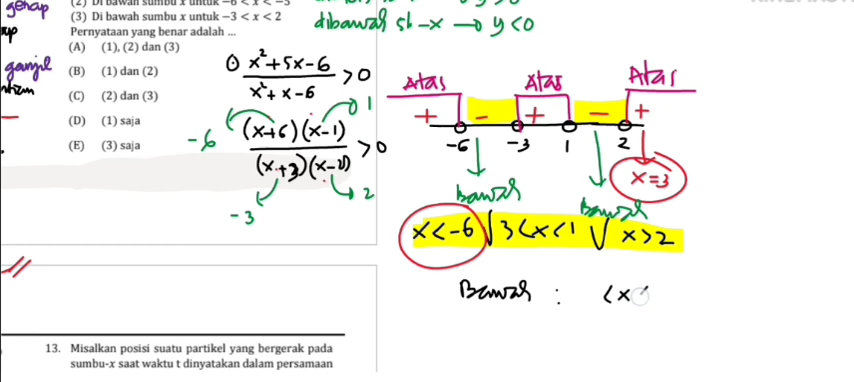 (2) Di bawah sumbu x untuk −6 < x < −3
(3) Di bawah sumbu x untuk −3 < x < 2
Pernyataan yang benar adalah ...
(A) (1), (2) dan (3)
(B) (1) dan (2)
(C) (2) dan (3)
(D) (1) saja
(E) (3) saja
genap
ganjil
dibawah sb-x → y<0
① x²+5x-6 / x²+x-6 >0
(x+6)(x-1) / (x+3)(x-2) >0
-6
1
-3
2
Atas Atas Atas
+ - + - +
-6 -3 1 2
x=3
Bawah Bawah
x<-6 √ 3<x<1 V x>2
Bawah : <x<
13. Misalkan posisi suatu partikel yang bergerak pada
sumbu-x saat waktu t dinyatakan dalam persamaan